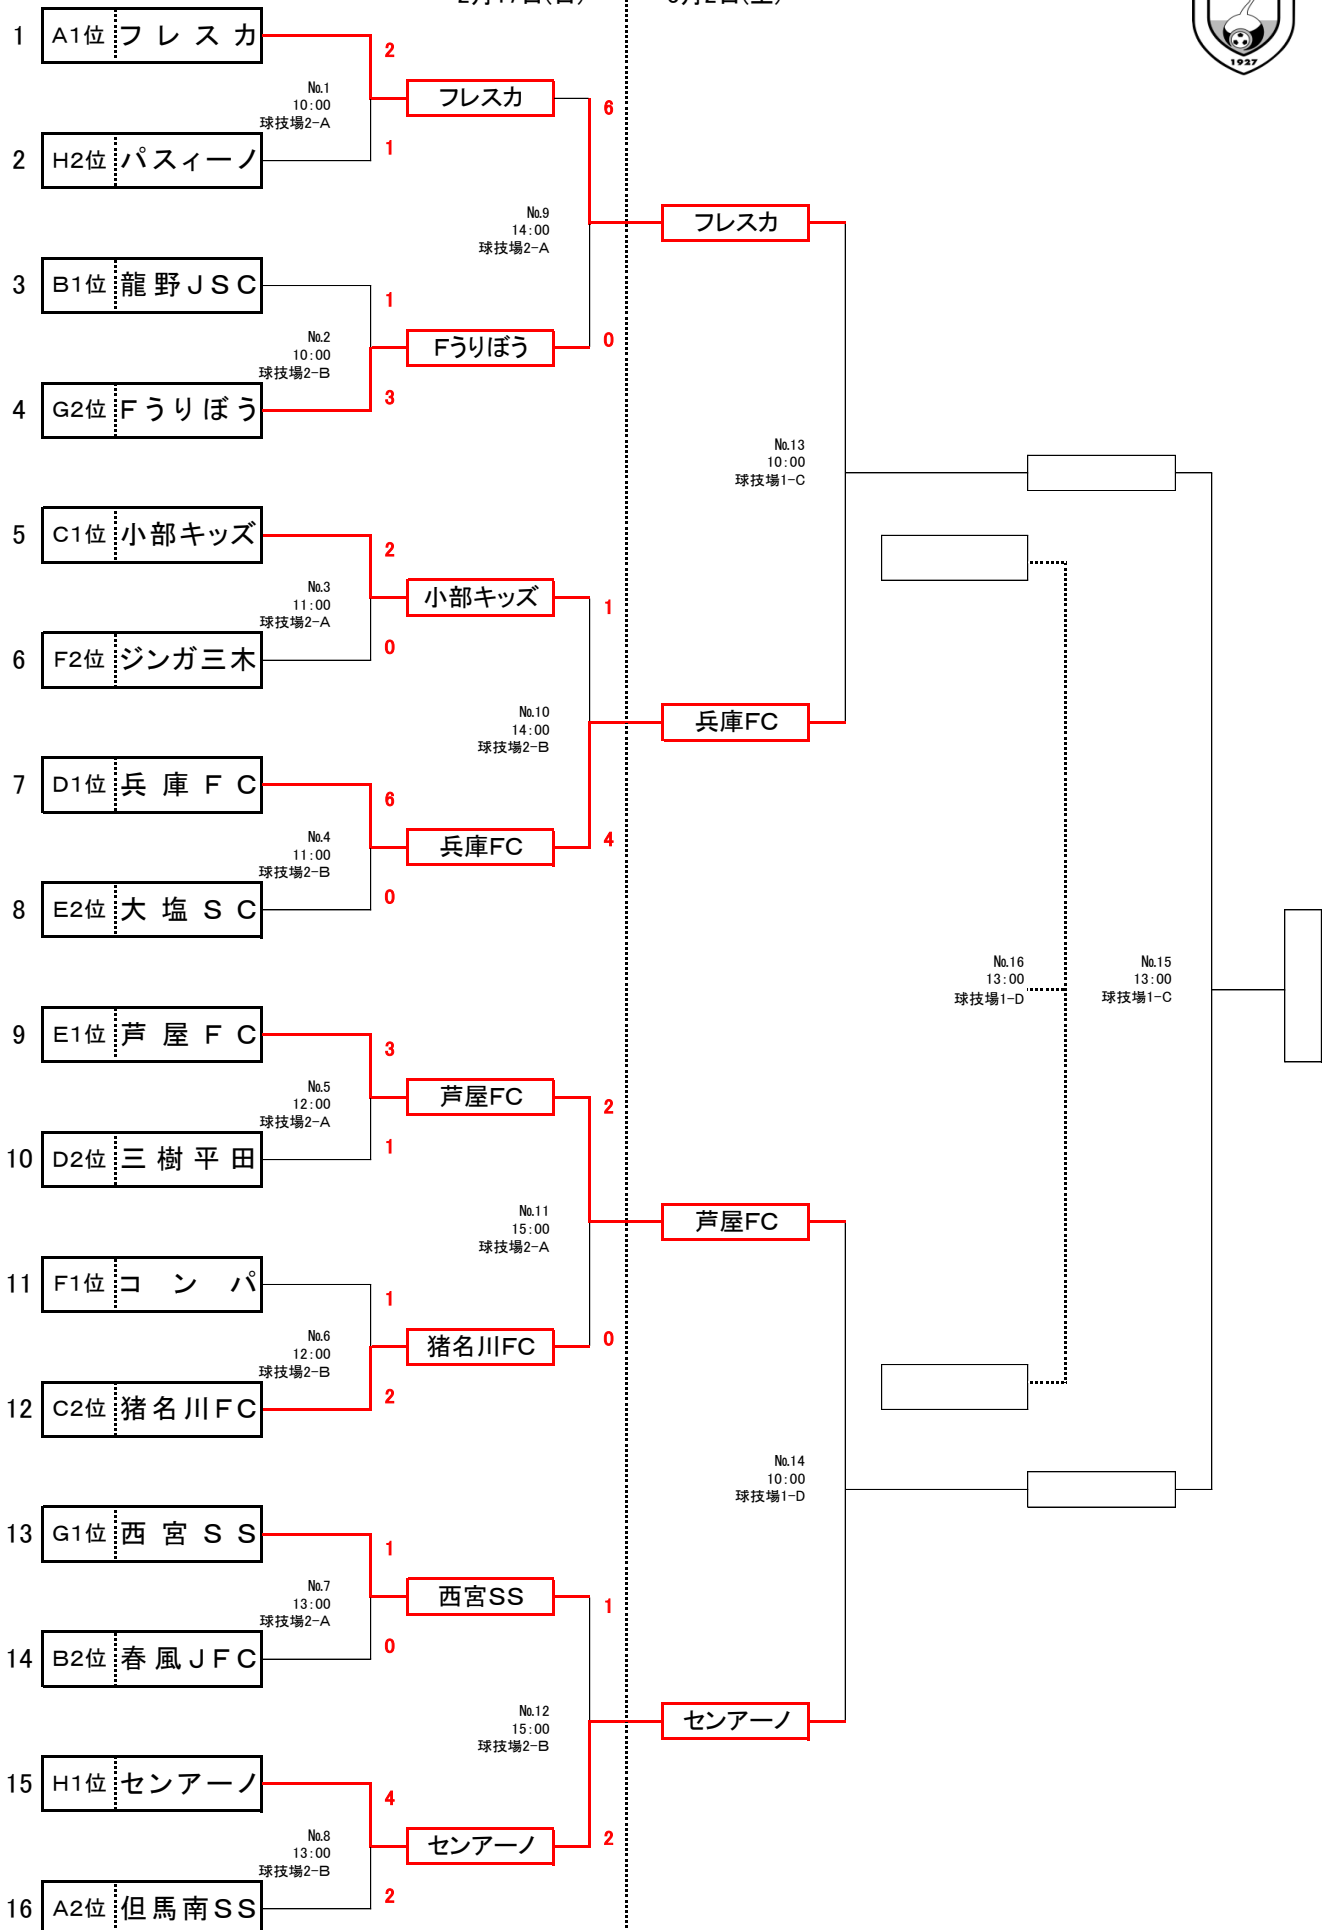 2月17日(日)
3月2日(土)
1927
1 A1位 フレスカ
2
No.1
10:00
球技場2-A
フレスカ
6
1
2 H2位 パスィーノ
No.9
14:00
球技場2-A
フレスカ
3 B1位 龍野JSC
1
No.2
10:00
球技場2-B
Fうりぼう
0
3
4 G2位 Fうりぼう
No.13
10:00
球技場1-C
5 C1位 小部キッズ
2
No.3
11:00
球技場2-A
小部キッズ
1
0
6 F2位 ジンガ三木
No.10
14:00
球技場2-B
兵庫FC
7 D1位 兵庫FC
6
No.4
11:00
球技場2-B
兵庫FC
4
0
8 E2位 大塩SC
No.16
13:00
球技場1-D
No.15
13:00
球技場1-C
9 E1位 芦屋FC
3
No.5
12:00
球技場2-A
芦屋FC
2
1
10 D2位 三樹平田
No.11
15:00
球技場2-A
芦屋FC
11 F1位 コンパ
1
No.6
12:00
球技場2-B
猪名川FC
0
2
12 C2位 猪名川FC
No.14
10:00
球技場1-D
13 G1位 西宮SS
1
No.7
13:00
球技場2-A
西宮SS
1
0
14 B2位 春風JFC
No.12
15:00
球技場2-B
センアーノ
15 H1位 センアーノ
4
No.8
13:00
球技場2-B
センアーノ
2
2
16 A2位 但馬南SS